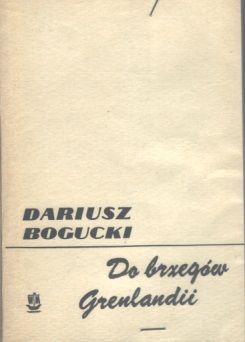 DARIUSZ
BOGUCKI
Do brzegów
Grenlandii